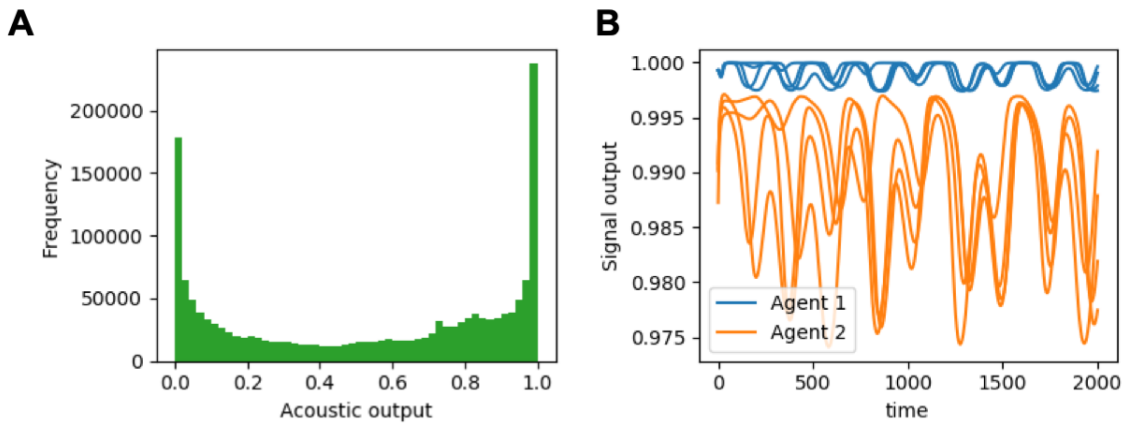 A
Frequency
200000
150000
100000
50000
0
0.0 0.2 0.4 0.6 0.8 1.0
Acoustic output
B
Signal output
1.000
0.995
0.990
0.985
0.980
0.975
Agent 1
Agent 2
0 500 1000 1500 2000
time